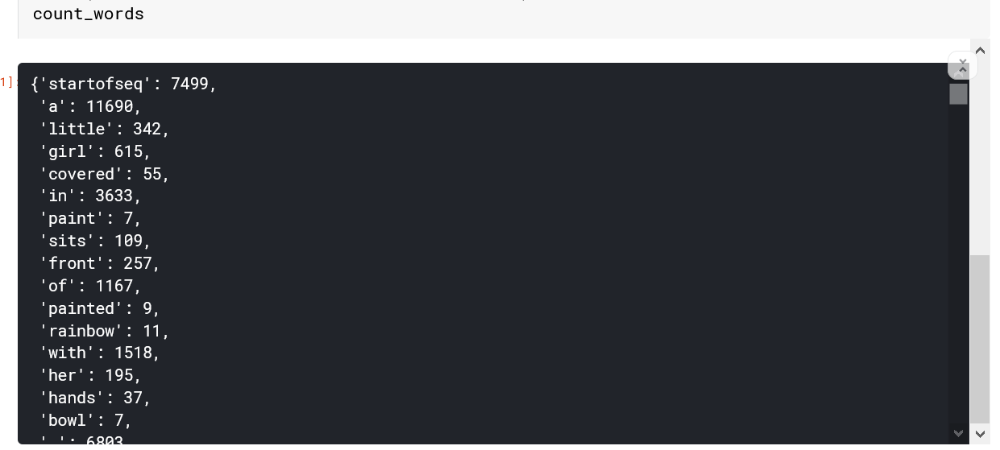 count_words
1]:
{'startofseq': 7499,
'a': 11690,
'little': 342,
'girl': 615,
'covered': 55,
'in': 3633,
'paint': 7,
'sits': 109,
'front': 257,
'of': 1167,
'painted': 9,
'rainbow': 11,
'with': 1518,
'her': 195,
'hands': 37,
'bowl': 7,
'.': 6803